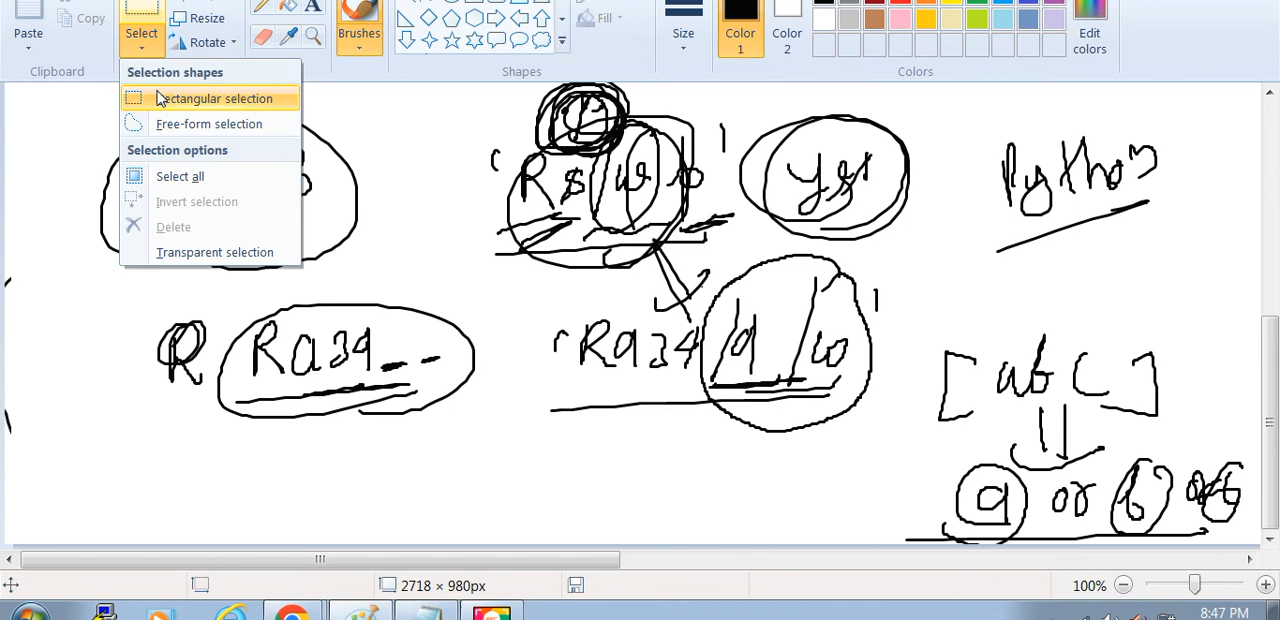 Paste
Select
Copy
Resize
Rotate
A
Brushes
Fill
Size
Color
1
Color
2
Edit
colors
Clipboard
Shapes
Colors
Selection shapes
Rectangular selection
Free-form selection
Selection options
Select all
Invert selection
Delete
Transparent selection
Python
R Ra34_ _
[abc]
a or b or c
2718 × 980px
100%
8:47 PM